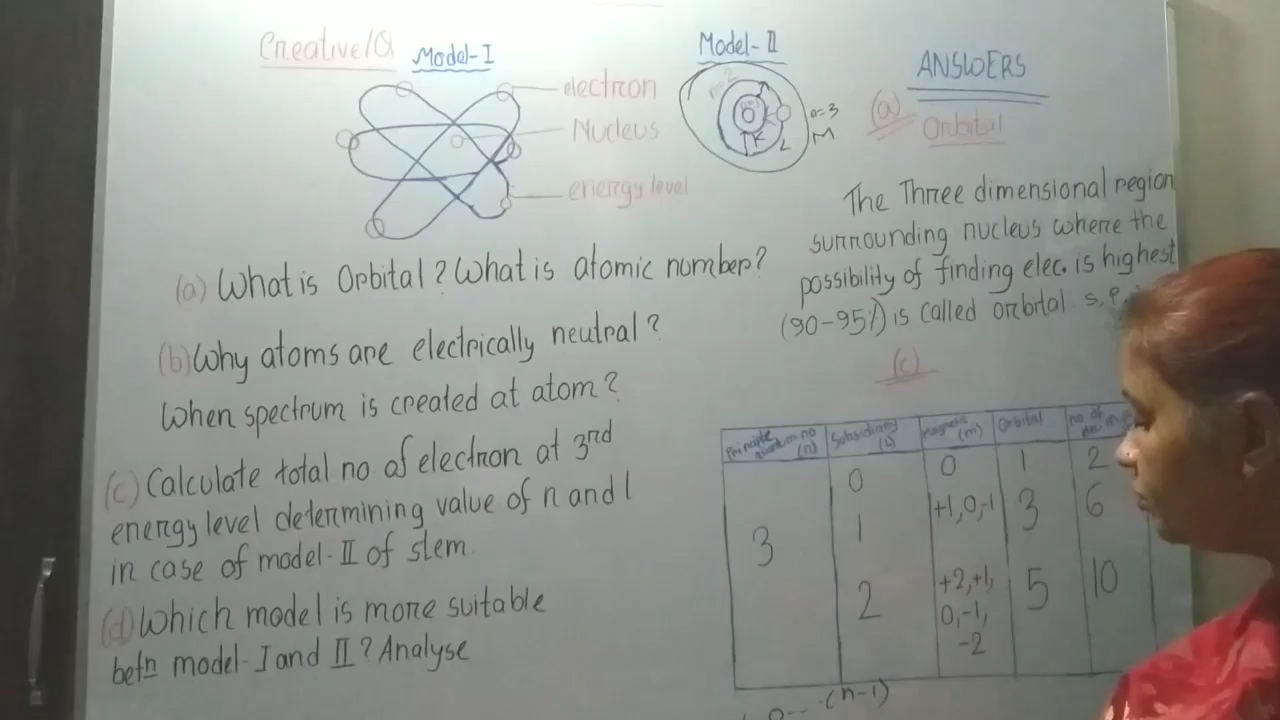 Creative/Q Model-I
electron
Nucleus
energy level
Model-II
K
L
n=3
M
(a) What is Orbital? What is atomic number?
(b) Why atoms are electrically neutral?
When spectrum is created at atom?
(c) Calculate total no. of electron at 3rd
energy level determining value of n and l
in case of model-II of stem.
(d) Which model is more suitable
betn model-I and II? Analyse
ANSWERS
(a)
Orbital
The Three dimensional region
surrounding nucleus where the
possibility of finding elec. is highest
(90-95%) is called orbital s, p
(c)
Principle quantum no (n) Subsidiary (l) Magnetic (m) Orbital no. of
0 0 1 2
3 1 +1,0,-1 3 6
2 +2,+1, 0,-1, -2 5 10
0--- (n-1)